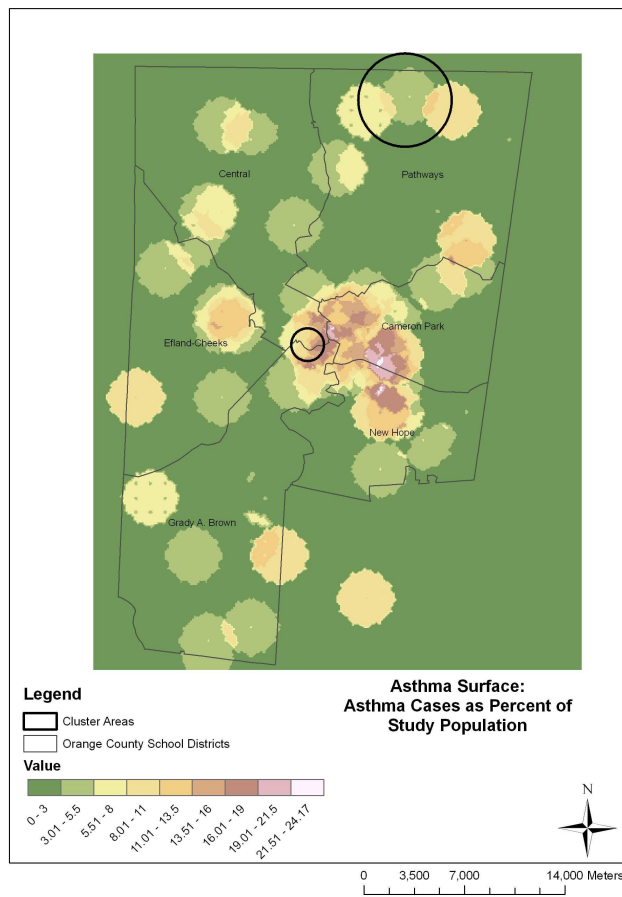 Central
Pathways
Cameron Park
Efland-Cheeks
New Hope
Grady A. Brown
Legend
Cluster Areas
Orange County School Districts
Value
0 - 3
3.01 - 5.5
5.51 - 8
8.01 - 11
11.01 - 13.5
13.51 - 16
16.01 - 19
19.01 - 21.5
21.51 - 24.17
Asthma Surface:
Asthma Cases as Percent of
Study Population
N
0 3,500 7,000 14,000 Meters